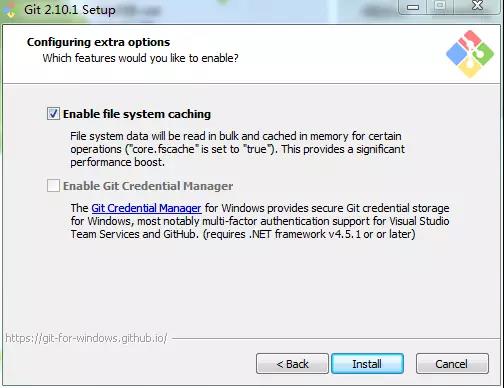 Git 2.10.1 Setup
Configuring extra options
Which features would you like to enable?
Enable file system caching
File system data will be read in bulk and cached in memory for certain
operations ("core.fscache" is set to "true"). This provides a significant
performance boost.
Enable Git Credential Manager
The Git Credential Manager for Windows provides secure Git credential storage
for Windows, most notably multi-factor authentication support for Visual Studio
Team Services and GitHub. (requires .NET framework v4.5.1 or or later)
https://git-for-windows.github.io/
< Back
Install
Cancel